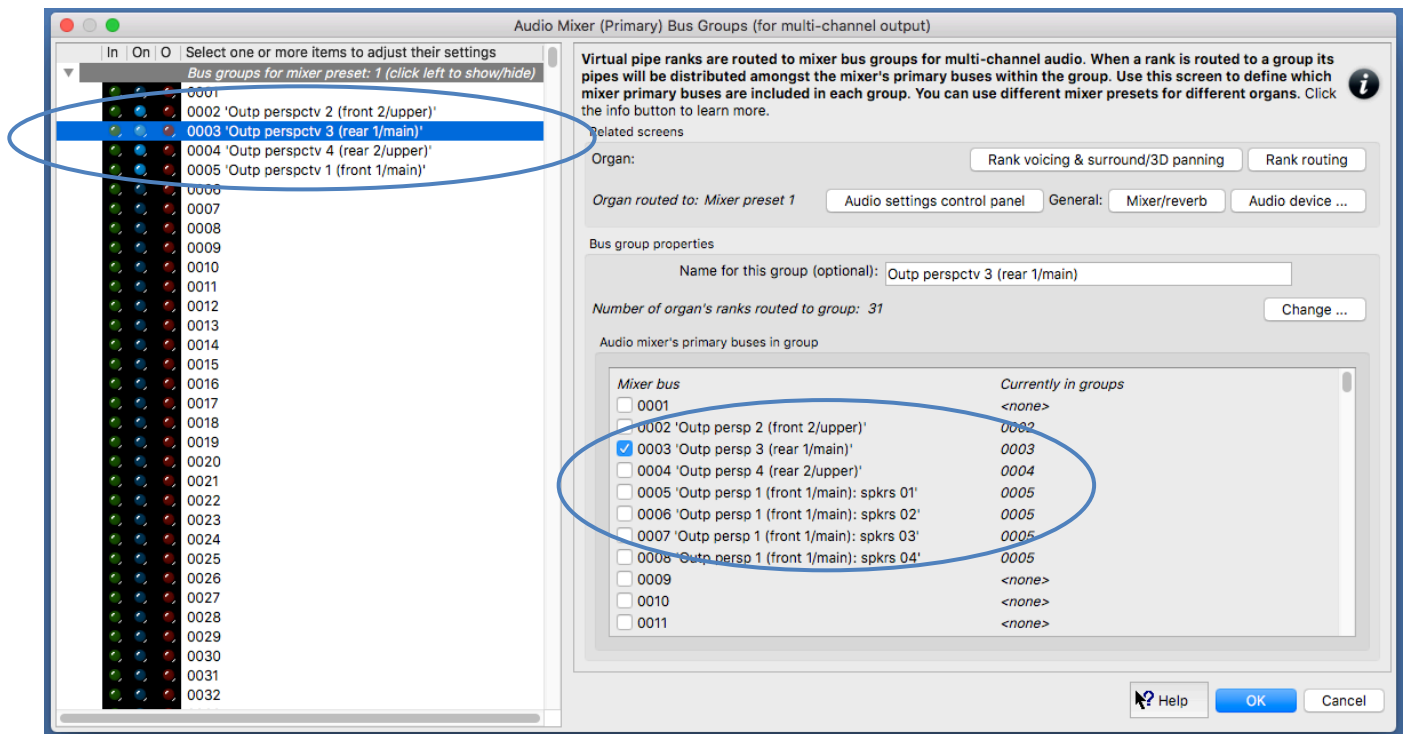 Audio Mixer (Primary) Bus Groups (for multi-channel output)
In On O Select one or more items to adjust their settings
Bus groups for mixer preset: 1 (click left to show/hide)
0001
0002 'Outp perspctv 2 (front 2/upper)'
0003 'Outp perspctv 3 (rear 1/main)'
0004 'Outp perspctv 4 (rear 2/upper)'
0005 'Outp perspctv 1 (front 1/main)'
0006
0007
0008
0009
0010
0011
0012
0013
0014
0015
0016
0017
0018
0019
0020
0021
0022
0023
0024
0025
0026
0027
0028
0029
0030
0031
0032
Virtual pipe ranks are routed to mixer bus groups for multi-channel audio. When a rank is routed to a group its
pipes will be distributed amongst the mixer's primary buses within the group. Use this screen to define which
mixer primary buses are included in each group. You can use different mixer presets for different organs. Click
the info button to learn more.
i
Related screens
Organ: Rank voicing & surround/3D panning Rank routing
Organ routed to: Mixer preset 1 Audio settings control panel General: Mixer/reverb Audio device ...
Bus group properties
Name for this group (optional): Outp perspctv 3 (rear 1/main)
Number of organ's ranks routed to group: 31 Change ...
Audio mixer's primary buses in group
Mixer bus Currently in groups
0001 <none>
0002 'Outp persp 2 (front 2/upper)' 0002
0003 'Outp persp 3 (rear 1/main)' 0003
0004 'Outp persp 4 (rear 2/upper)' 0004
0005 'Outp persp 1 (front 1/main): spkrs 01' 0005
0006 'Outp persp 1 (front 1/main): spkrs 02' 0005
0007 'Outp persp 1 (front 1/main): spkrs 03' 0005
0008 'Outp persp 1 (front 1/main): spkrs 04' 0005
0009 <none>
0010 <none>
0011 <none>
? Help OK Cancel